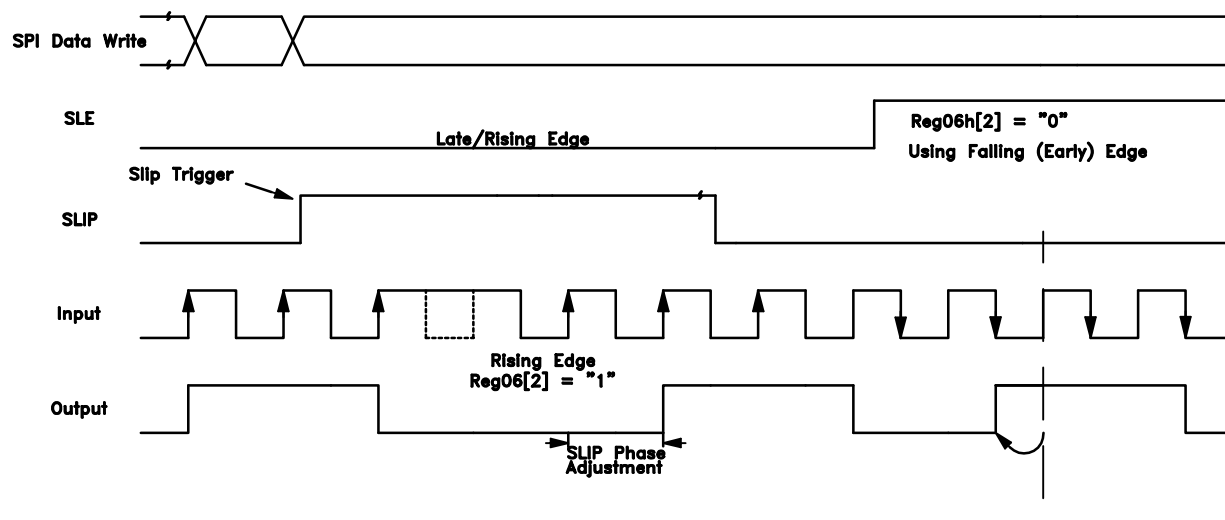 SPI Data Write
SLE
Late/Rising Edge
Reg06h[2] = "0"
Using Falling (Early) Edge
Slip Trigger
SLIP
Input
Rising Edge
Reg06[2] = "1"
Output
SLIP Phase
Adjustment